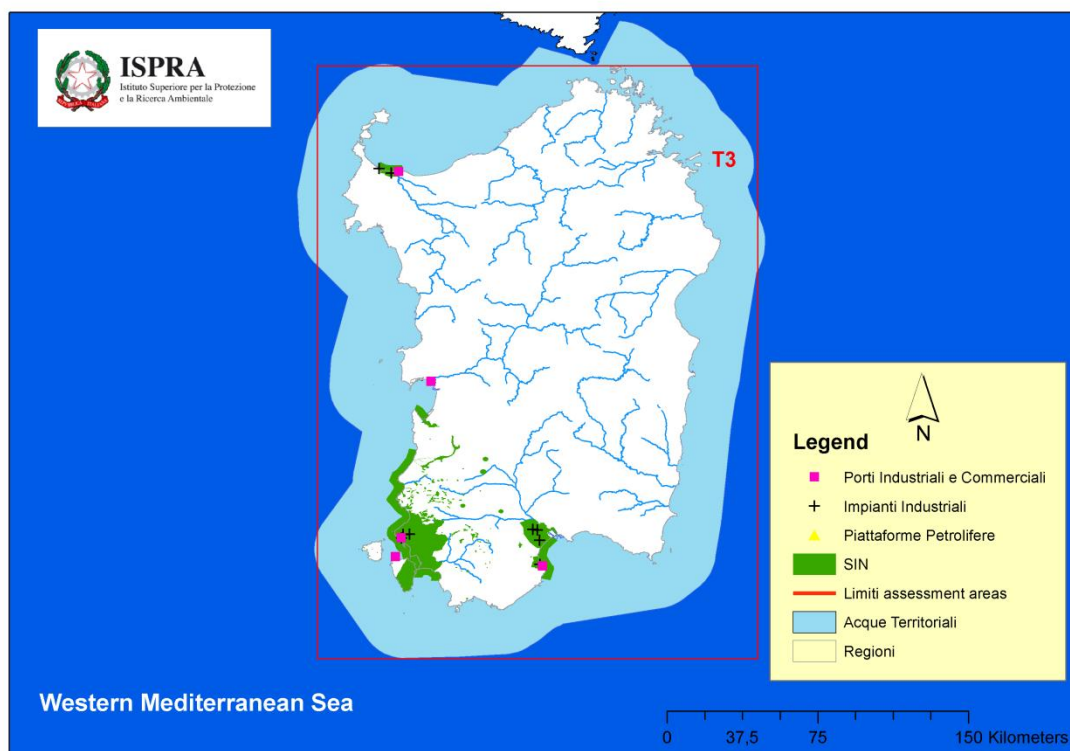 ISPRA
Istituto Superiore per la Protezione
e la Ricerca Ambientale
T3
N
Legend
Porti Industriali e Commerciali
Impianti Industriali
Piattaforme Petrolifere
SIN
Limiti assessment areas
Acque Territoriali
Regioni
Western Mediterranean Sea
0 37,5 75 150 Kilometers